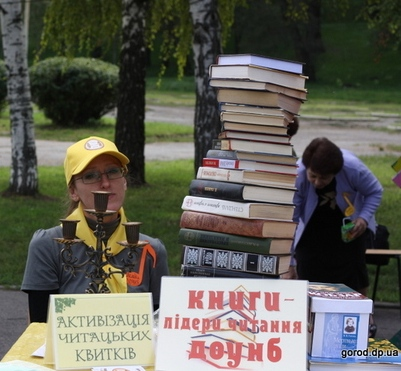 АКТИВІЗАЦІЯ
ЧИТАЦЬКИХ
КВИТКІВ
КНИГИ -
ЛІДЕРИ ЧИТАННЯ
ДОУНБ
gorod.dp.ua